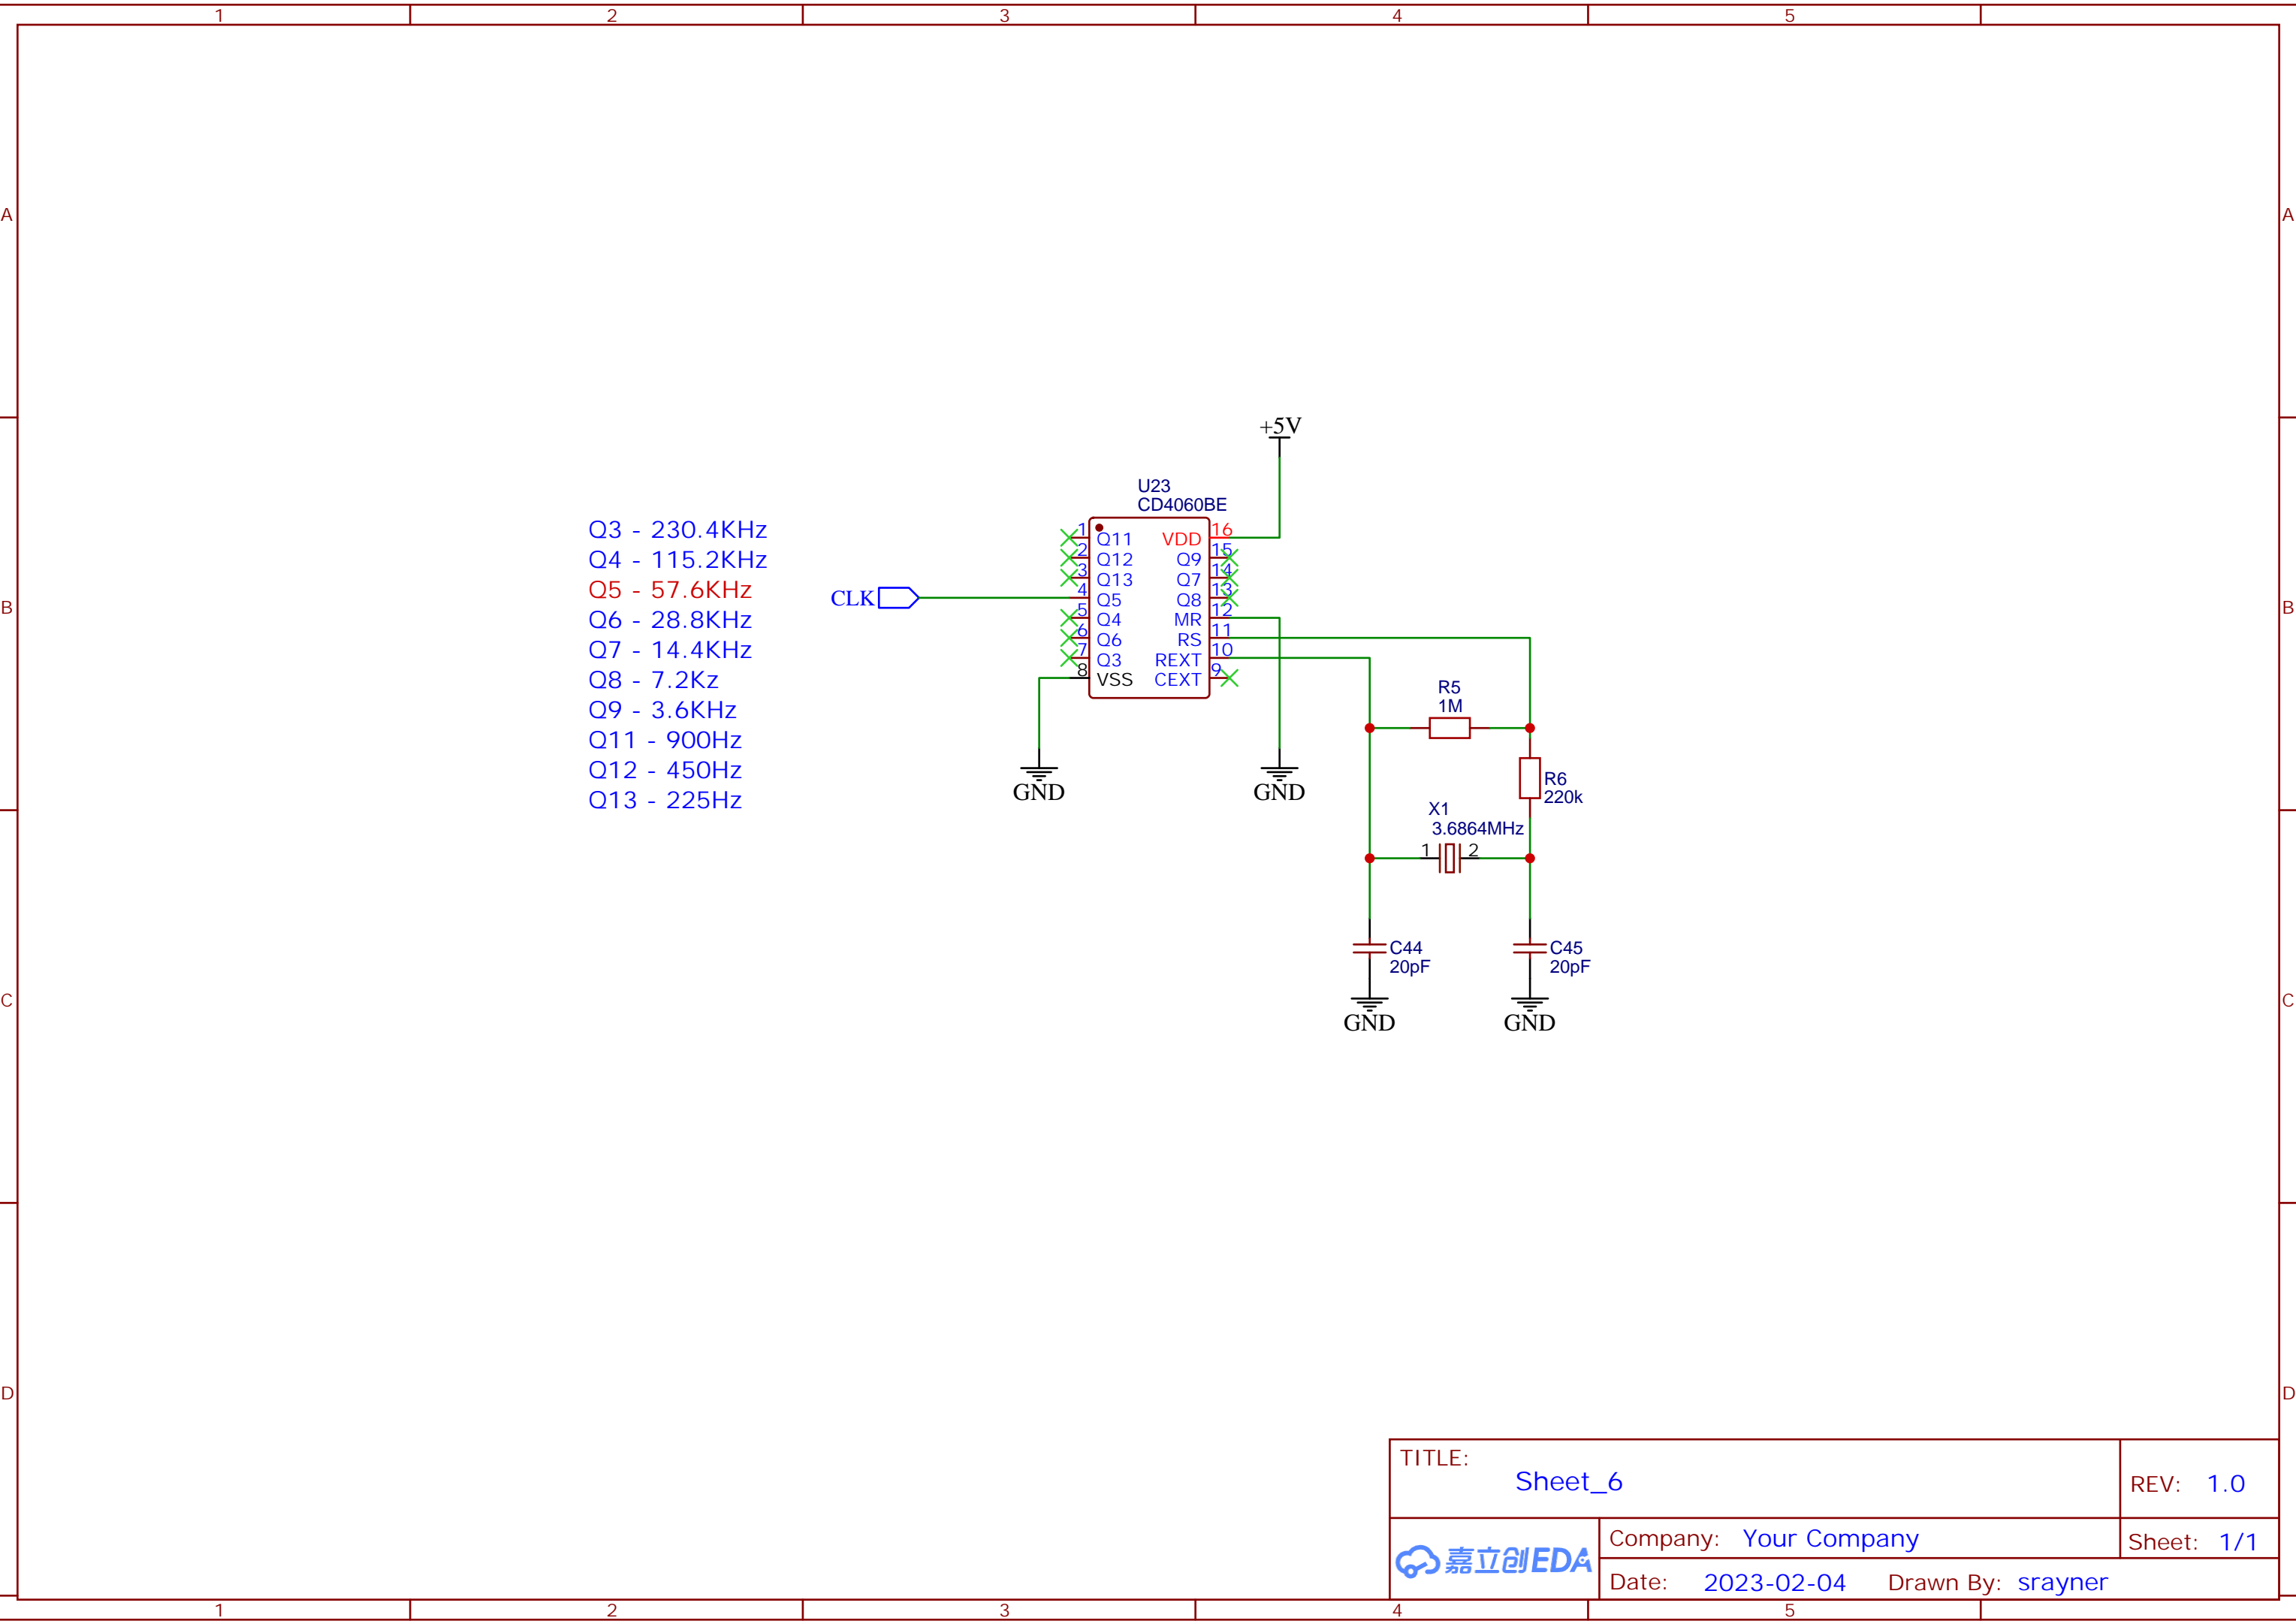 1 2 3 4 5
A A
+5V
U23
CD4060BE
Q3 - 230.4KHz
Q4 - 115.2KHz
Q5 - 57.6KHz
Q6 - 28.8KHz
Q7 - 14.4KHz
Q8 - 7.2Kz
Q9 - 3.6KHz
Q11 - 900Hz
Q12 - 450Hz
Q13 - 225Hz
CLK
1 Q11 VDD 16
2 Q12 Q9 15
3 Q13 Q7 14
4 Q5 Q8 13
5 Q4 MR 12
6 Q6 RS 11
7 Q3 REXT 10
8 VSS CEXT 9
B B
R5
1M
R6
220k
GND GND
X1
3.6864MHz
1 2
C44
20pF
C45
20pF
C C
GND GND
D D
TITLE:
Sheet_6
REV: 1.0
嘉立创EDA
Company: Your Company
Sheet: 1/1
Date: 2023-02-04 Drawn By: srayner
1 2 3 4 5